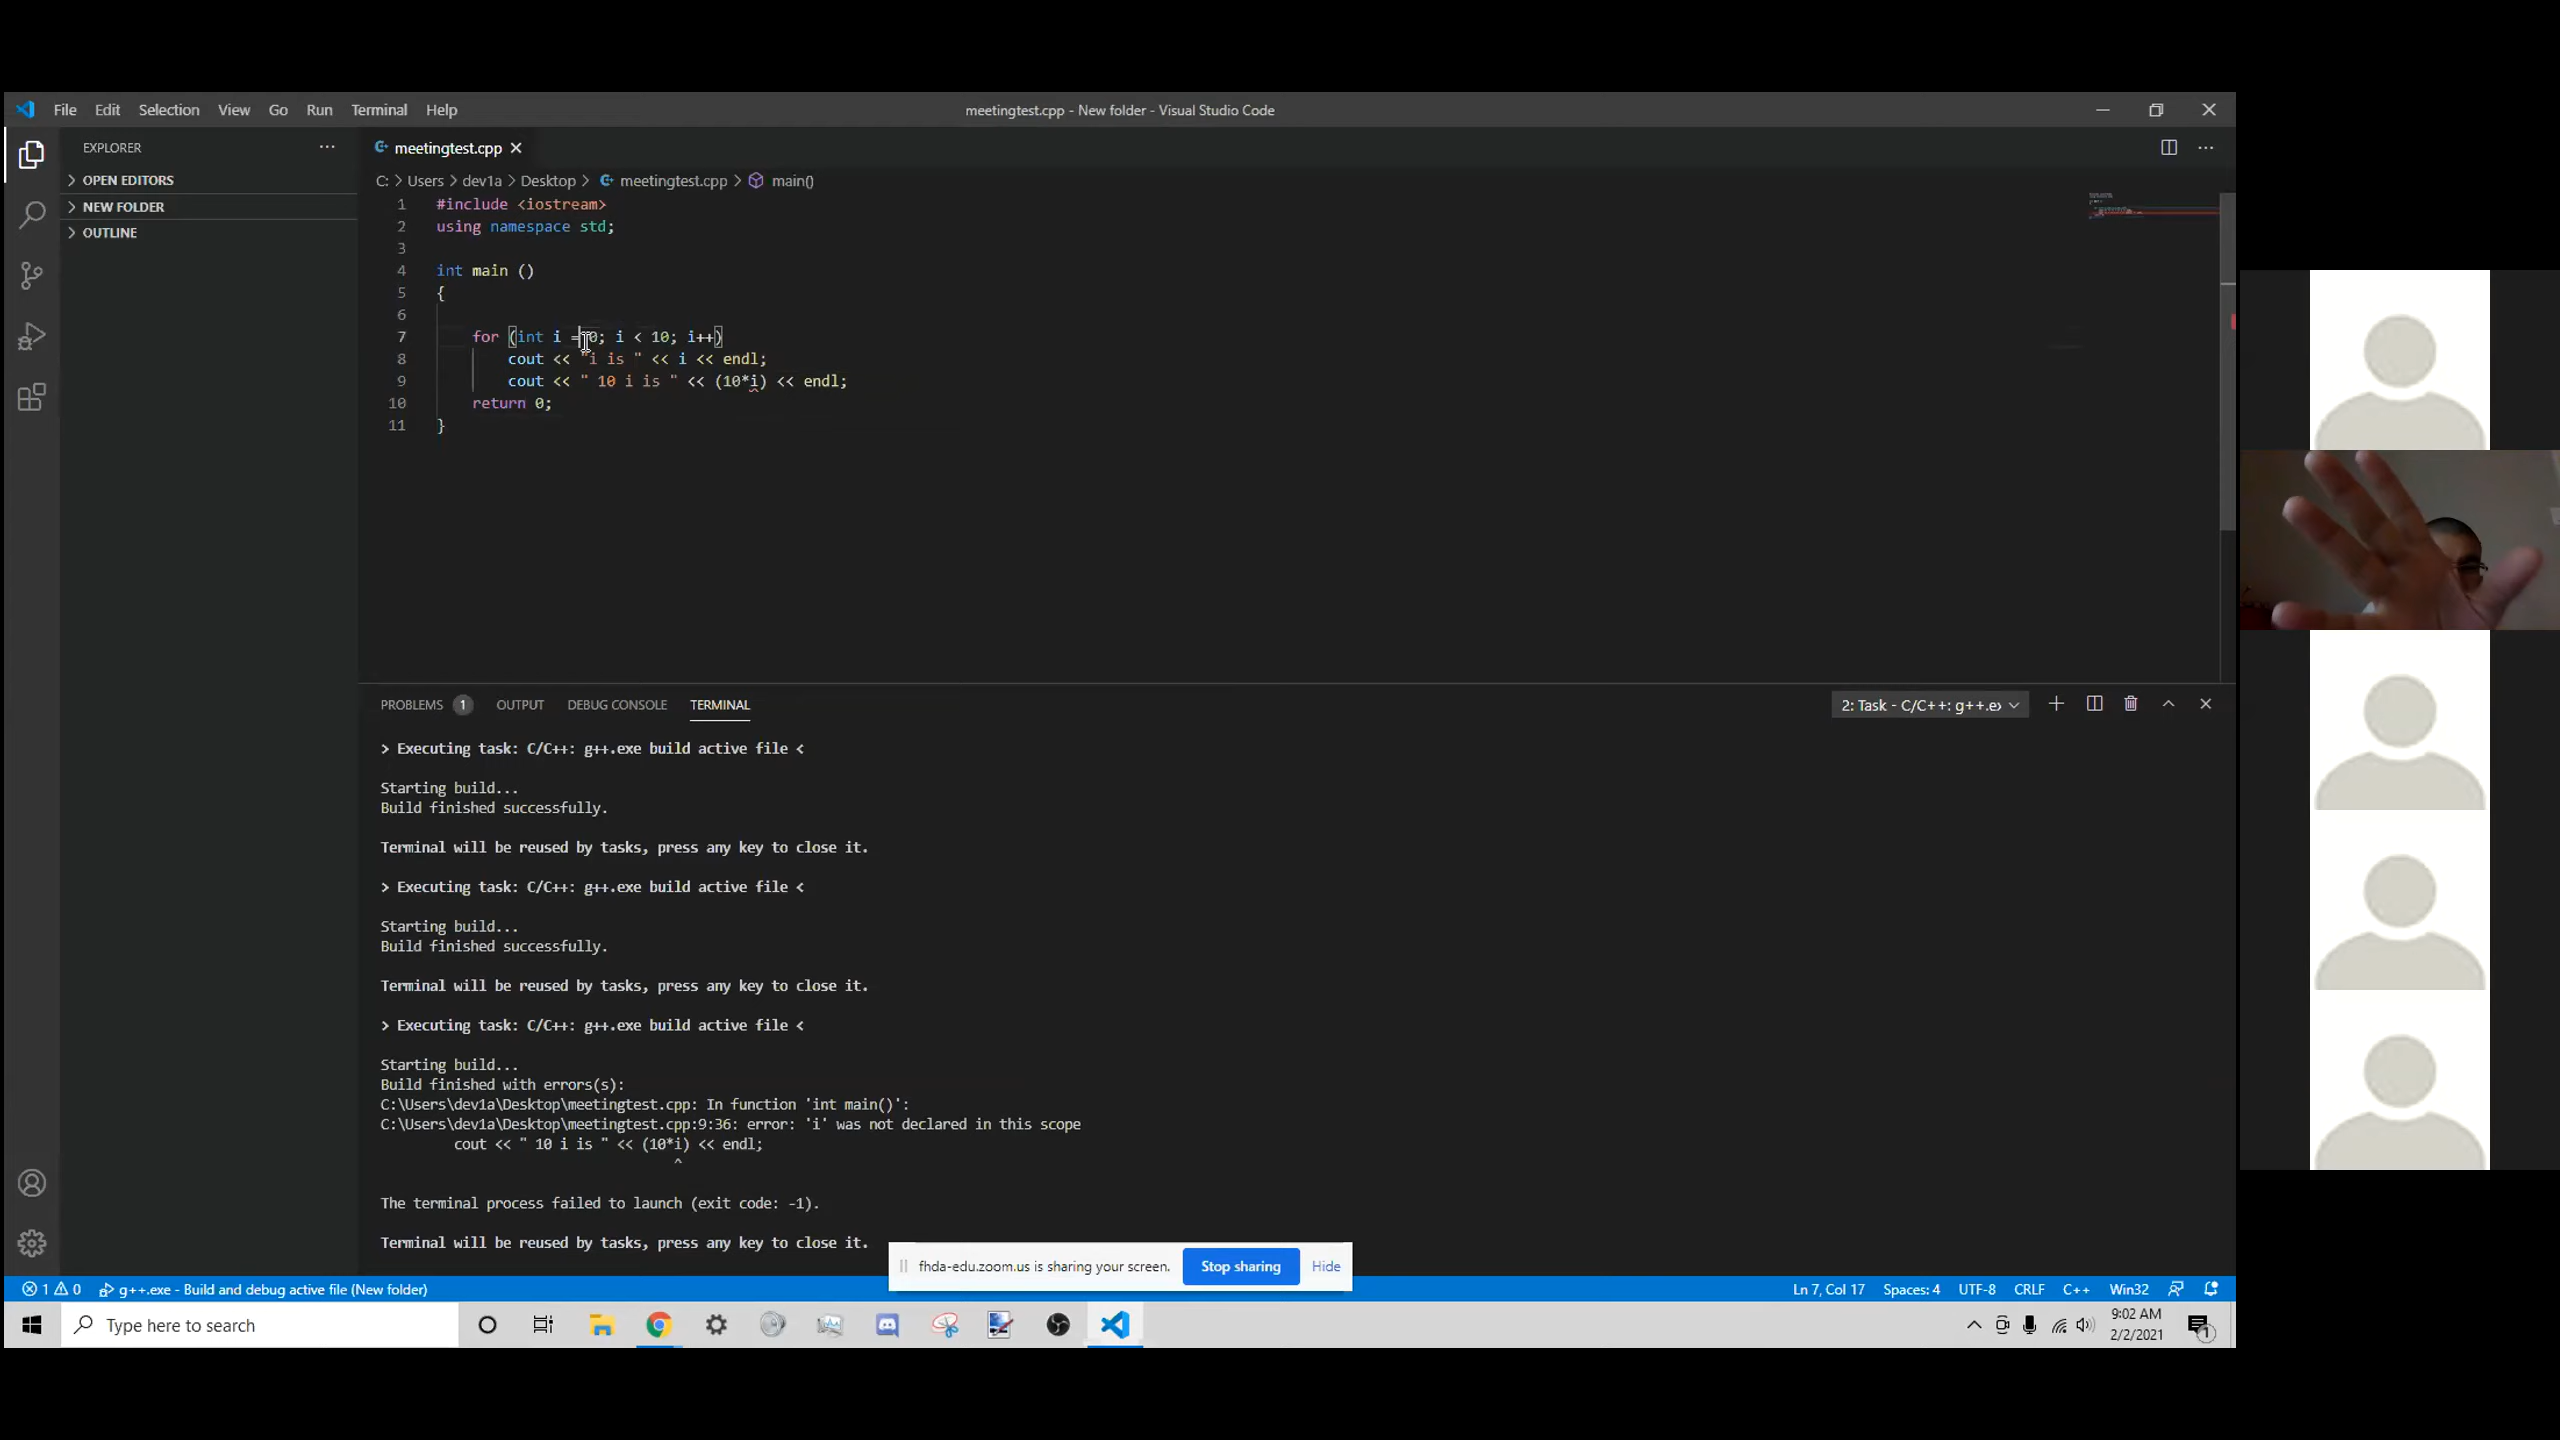 File Edit Selection View Go Run Terminal Help
meetingtest.cpp - New folder - Visual Studio Code
EXPLORER
OPEN EDITORS
NEW FOLDER
OUTLINE
meetingtest.cpp
C: > Users > dev1a > Desktop > meetingtest.cpp > main()
1 #include <iostream>
2 using namespace std;
3
4 int main ()
5 {
6
7 for (int i =0; i < 10; i++)
8 cout << "i is " << i << endl;
9 cout << " 10 i is " << (10*i) << endl;
10 return 0;
11 }
PROBLEMS 1 OUTPUT DEBUG CONSOLE TERMINAL
2: Task - C/C++: g++.ex
> Executing task: C/C++: g++.exe build active file <
Starting build...
Build finished successfully.
Terminal will be reused by tasks, press any key to close it.
> Executing task: C/C++: g++.exe build active file <
Starting build...
Build finished successfully.
Terminal will be reused by tasks, press any key to close it.
> Executing task: C/C++: g++.exe build active file <
Starting build...
Build finished with errors(s):
C:\Users\dev1a\Desktop\meetingtest.cpp: In function 'int main()':
C:\Users\dev1a\Desktop\meetingtest.cpp:9:36: error: 'i' was not declared in this scope
cout << " 10 i is " << (10*i) << endl;
^
The terminal process failed to launch (exit code: -1).
Terminal will be reused by tasks, press any key to close it.
fhda-edu.zoom.us is sharing your screen. Stop sharing Hide
1 0 g++.exe - Build and debug active file (New folder)
Ln 7, Col 17 Spaces: 4 UTF-8 CRLF C++ Win32
Type here to search
9:02 AM
2/2/2021
1